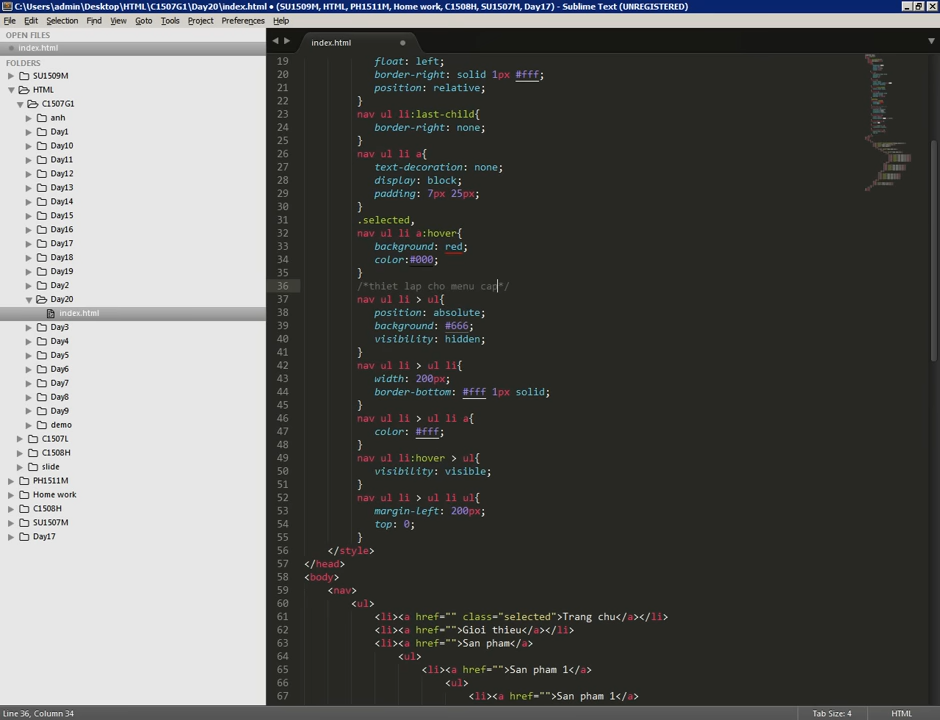 C:\Users\admin\Desktop\HTML\C1507G1\Day20\index.html • (SU1509M, HTML, PH1511M, Home work, C1508H, SU1507M, Day17) - Sublime Text (UNREGISTERED)
File Edit Selection Find View Goto Tools Project Preferences Help
OPEN FILES
index.html
FOLDERS
SU1509M
HTML
C1507G1
anh
Day1
Day10
Day11
Day12
Day13
Day14
Day15
Day16
Day17
Day18
Day19
Day2
Day20
index.html
Day3
Day4
Day5
Day6
Day7
Day8
Day9
demo
C1507L
C1508H
slide
PH1511M
Home work
C1508H
SU1507M
Day17
index.html
19 float: left;
20 border-right: solid 1px #fff;
21 position: relative;
22 }
23 nav ul li:last-child{
24 border-right: none;
25 }
26 nav ul li a{
27 text-decoration: none;
28 display: block;
29 padding: 7px 25px;
30 }
31 .selected,
32 nav ul li a:hover{
33 background: red;
34 color:#000;
35 }
36 /*thiet lap cho menu cap*/
37 nav ul li > ul{
38 position: absolute;
39 background: #666;
40 visibility: hidden;
41 }
42 nav ul li > ul li{
43 width: 200px;
44 border-bottom: #fff 1px solid;
45 }
46 nav ul li > ul li a{
47 color: #fff;
48 }
49 nav ul li:hover > ul{
50 visibility: visible;
51 }
52 nav ul li > ul li ul{
53 margin-left: 200px;
54 top: 0;
55 }
56 </style>
57 </head>
58 <body>
59 <nav>
60 <ul>
61 <li><a href="" class="selected">Trang chu</a></li>
62 <li><a href="">Gioi thieu</a></li>
63 <li><a href="">San pham</a>
64 <ul>
65 <li><a href="">San pham 1</a>
66 <ul>
67 <li><a href="">San pham 1</a>
Line 36, Column 34
Tab Size: 4
HTML